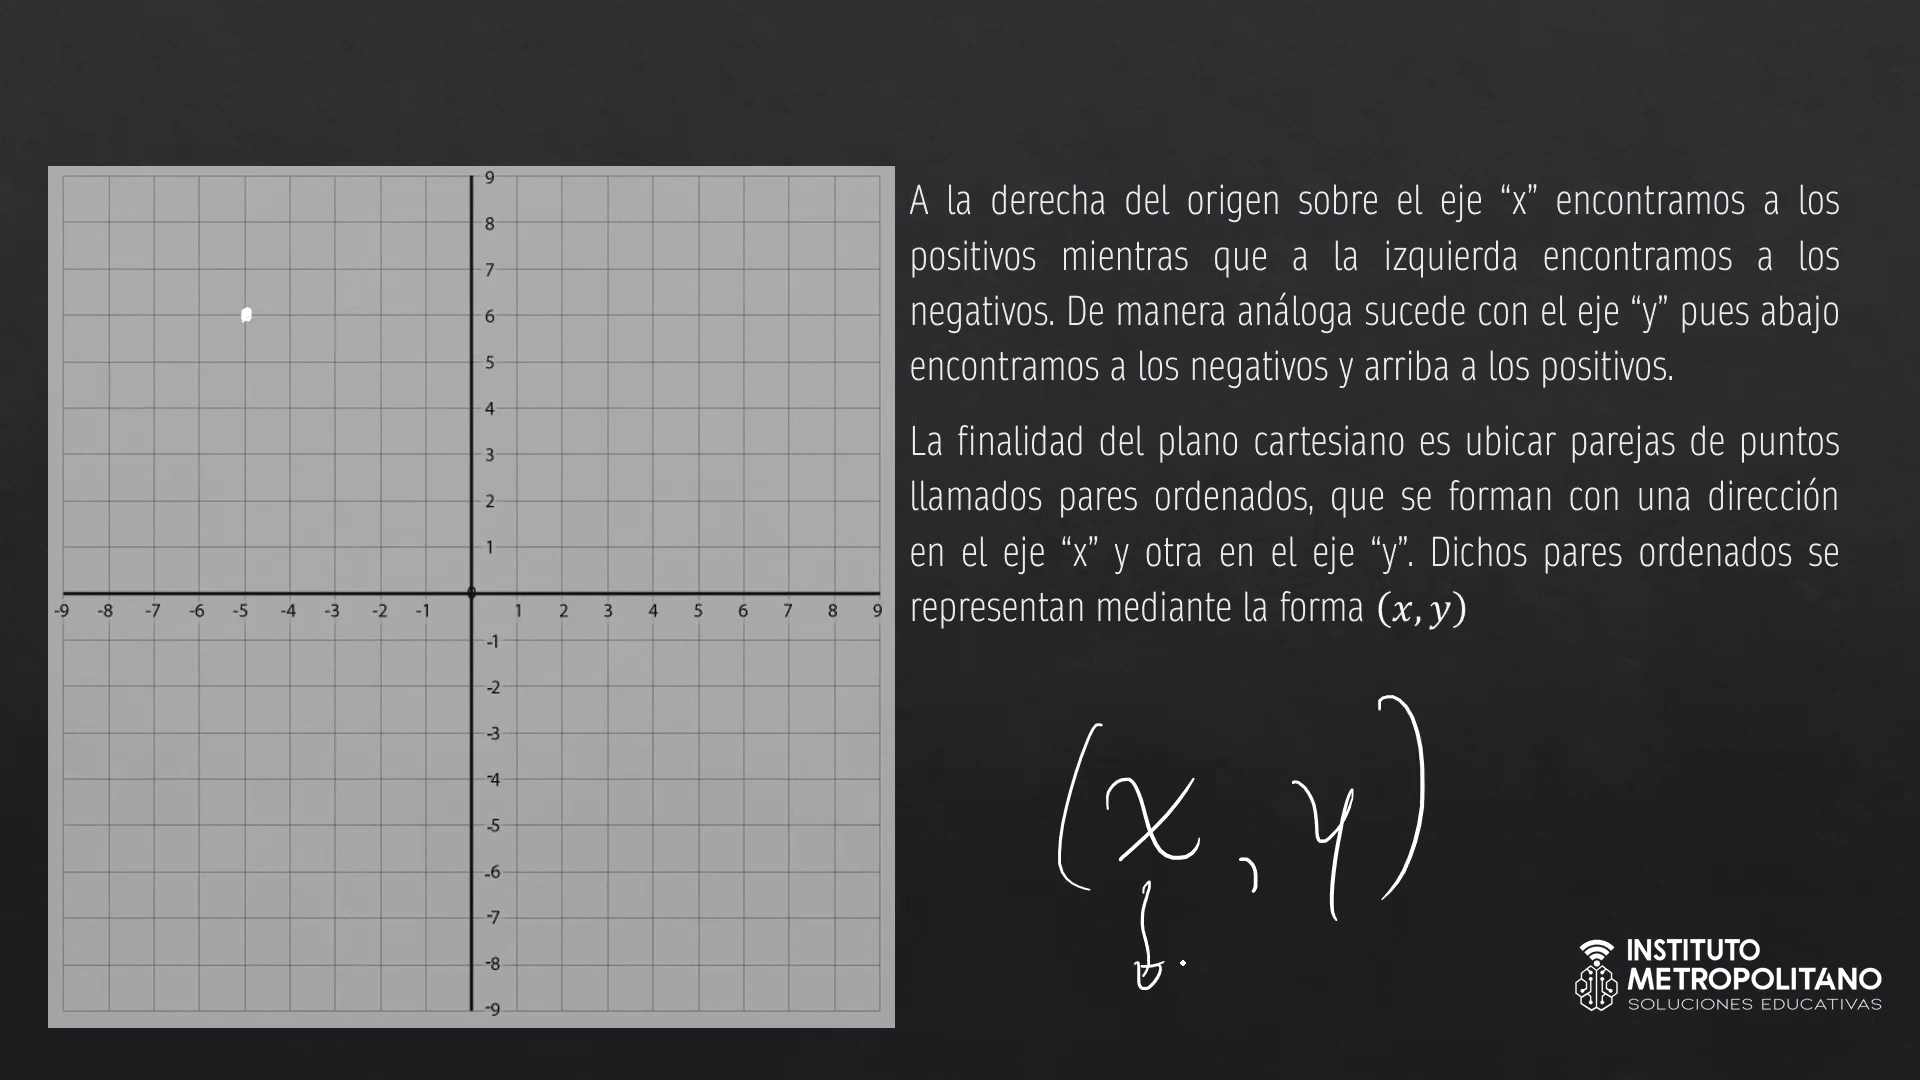 9
8
7
6
5
4
3
2
1
-9 -8 -7 -6 -5 -4 -3 -2 -1 0 1 2 3 4 5 6 7 8 9
-1
-2
-3
-4
-5
-6
-7
-8
-9
A la derecha del origen sobre el eje “x” encontramos a los
positivos mientras que a la izquierda encontramos a los
negativos. De manera análoga sucede con el eje “y” pues abajo
encontramos a los negativos y arriba a los positivos.
La finalidad del plano cartesiano es ubicar parejas de puntos
llamados pares ordenados, que se forman con una dirección
en el eje “x” y otra en el eje “y”. Dichos pares ordenados se
representan mediante la forma (x, y)
(x, y)
INSTITUTO
METROPOLITANO
SOLUCIONES EDUCATIVAS